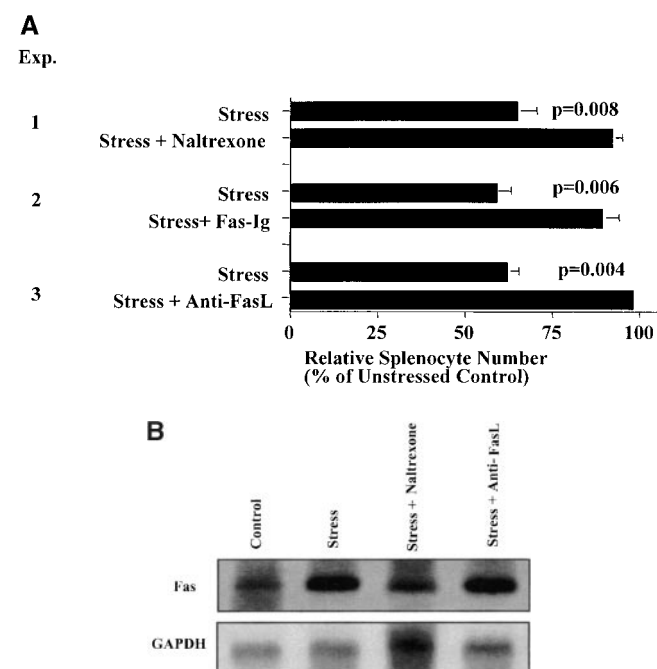 A
Exp.
1
Stress
p=0.008
Stress + Naltrexone
2
Stress
p=0.006
Stress+ Fas-Ig
3
Stress
p=0.004
Stress + Anti-FasL
0 25 50 75 100
Relative Splenocyte Number
(% of Unstressed Control)
B
Control
Stress
Stress + Naltrexone
Stress + Anti-FasL
Fas
GAPDH